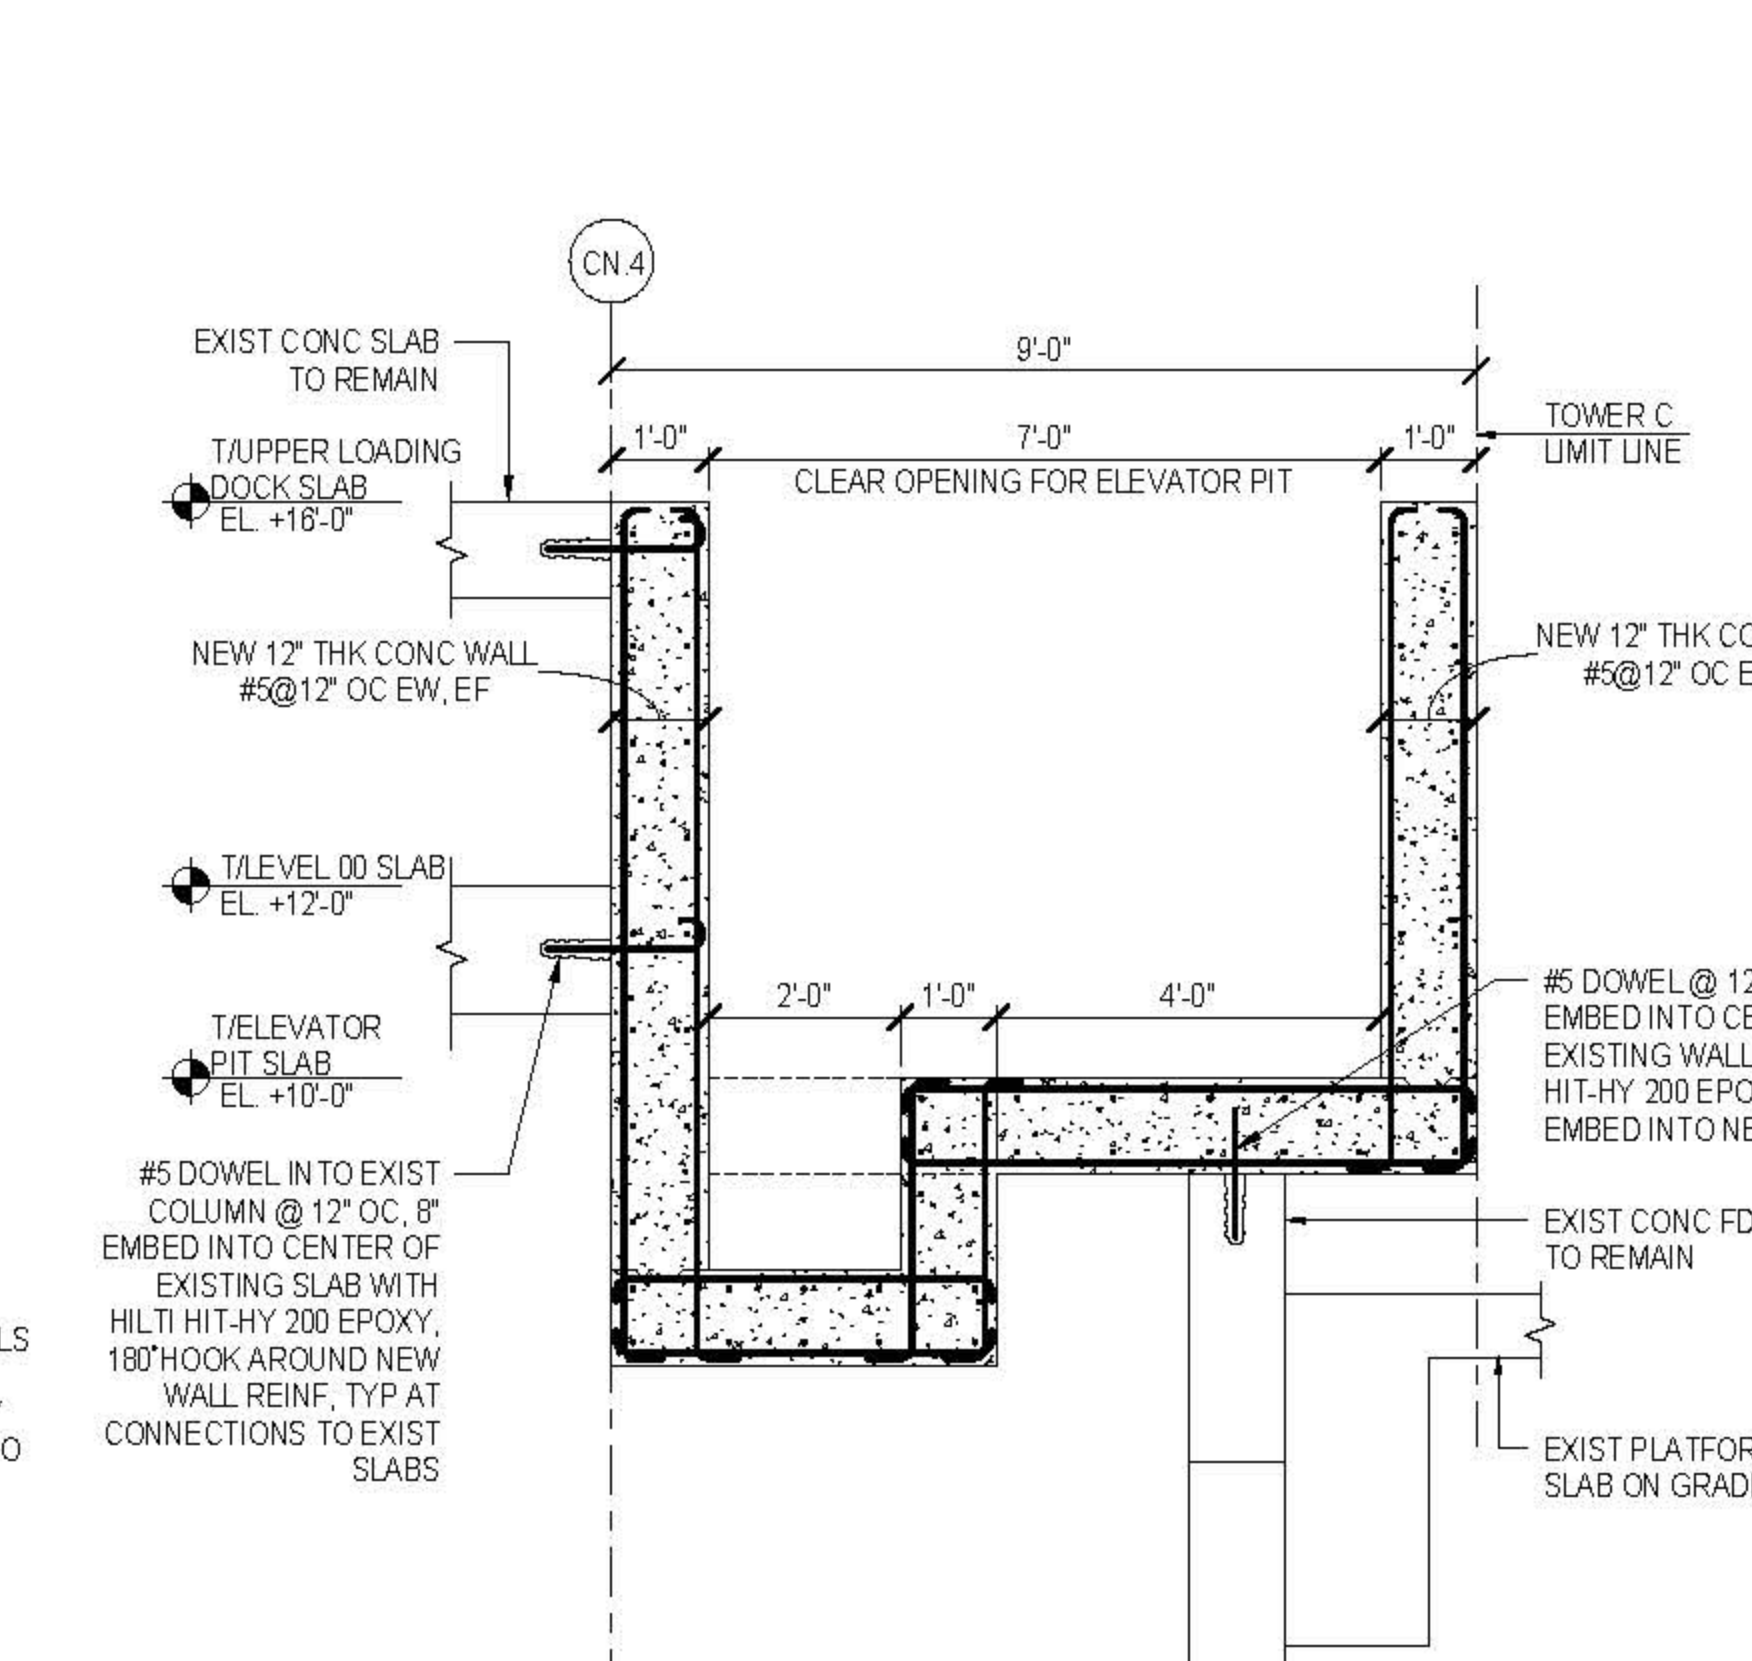 CN.4
EXIST CONC SLAB
TO REMAIN
9'-0"
TOWER C
LIMIT LINE
1'-0"
7'-0"
1'-0"
CLEAR OPENING FOR ELEVATOR PIT
T/UPPER LOADING
DOCK SLAB
EL. +16'-0"
NEW 12" THK CONC WALL
#5@12" OC EW, EF
NEW 12" THK CO
#5@12" OC E
T/LEVEL 00 SLAB
EL. +12'-0"
2'-0"
1'-0"
4'-0"
T/ELEVATOR
PIT SLAB
EL. +10'-0"
#5 DOWEL @ 12
EMBED INTO CE
EXISTING WALL
HIT-HY 200 EPO
EMBED INTO NE
#5 DOWEL INTO EXIST
COLUMN @ 12" OC, 8"
EMBED INTO CENTER OF
EXISTING SLAB WITH
HILTI HIT-HY 200 EPOXY,
180° HOOK AROUND NEW
WALL REINF, TYP AT
CONNECTIONS TO EXIST
SLABS
EXIST CONC FD
TO REMAIN
EXIST PLATFOR
SLAB ON GRAD
LS
O